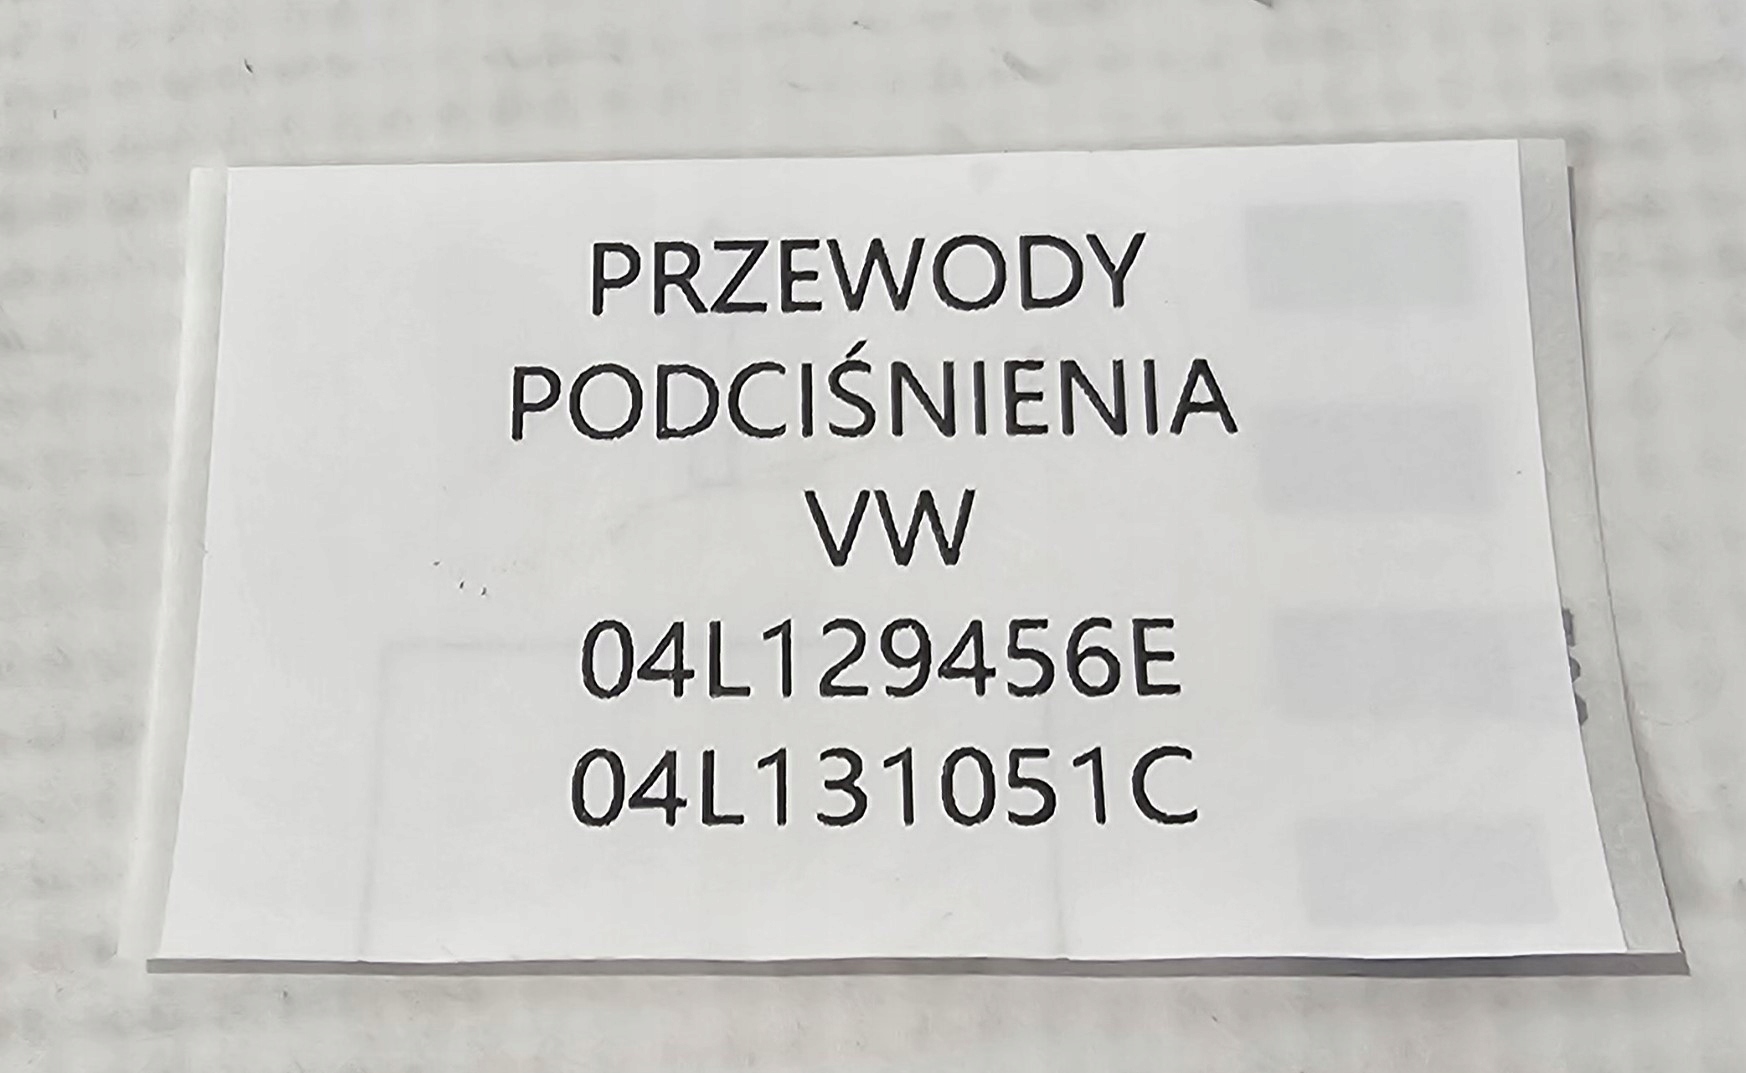 PRZEWODY
PODCIŚNIENIA
VW
04L129456E
04L131051C